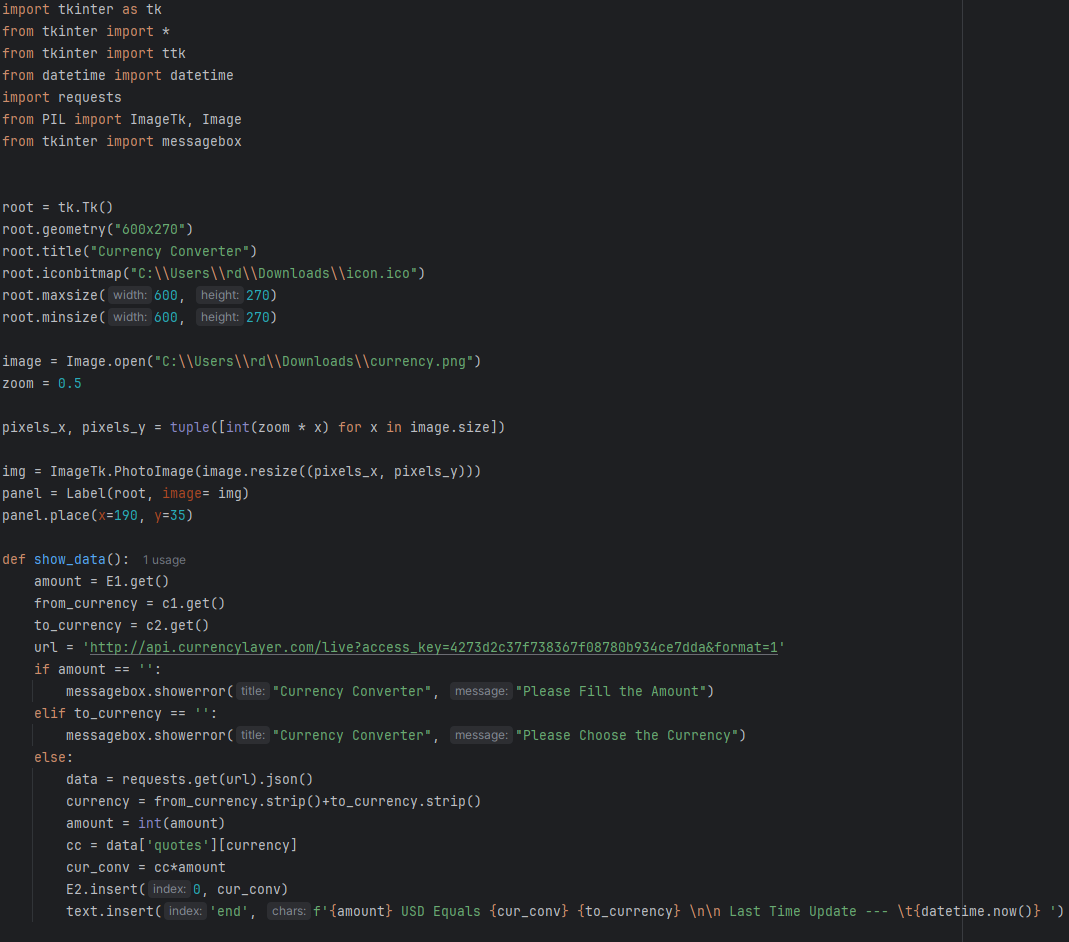 import tkinter as tk
from tkinter import *
from tkinter import ttk
from datetime import datetime
import requests
from PIL import ImageTk, Image
from tkinter import messagebox
root = tk.Tk()
root.geometry("600x270")
root.title("Currency Converter")
root.iconbitmap("C:\\Users\\rd\\Downloads\\icon.ico")
root.maxsize( width: 600, height: 270)
root.minsize( width: 600, height: 270)
image = Image.open("C:\\Users\\rd\\Downloads\\currency.png")
zoom = 0.5
pixels_x, pixels_y = tuple([int(zoom * x) for x in image.size])
img = ImageTk.PhotoImage(image.resize((pixels_x, pixels_y)))
panel = Label(root, image= img)
panel.place(x=190, y=35)
def show_data(): 1 usage
    amount = E1.get()
    from_currency = c1.get()
    to_currency = c2.get()
    url = 'http://api.currencylayer.com/live?access_key=4273d2c37f738367f08780b934ce7dda&format=1'
    if amount == '':
        messagebox.showerror( title: "Currency Converter", message: "Please Fill the Amount")
    elif to_currency == '':
        messagebox.showerror( title: "Currency Converter", message: "Please Choose the Currency")
    else:
        data = requests.get(url).json()
        currency = from_currency.strip()+to_currency.strip()
        amount = int(amount)
        cc = data['quotes'][currency]
        cur_conv = cc*amount
        E2.insert( index: 0, cur_conv)
        text.insert( index: 'end', chars: f'{amount} USD Equals {cur_conv} {to_currency} \n\n Last Time Update --- \t{datetime.now()} ')